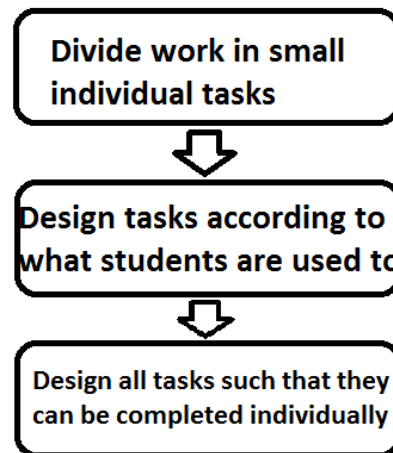 Divide work in small
individual tasks
Design tasks according to
what students are used to
Design all tasks such that they
can be completed individually